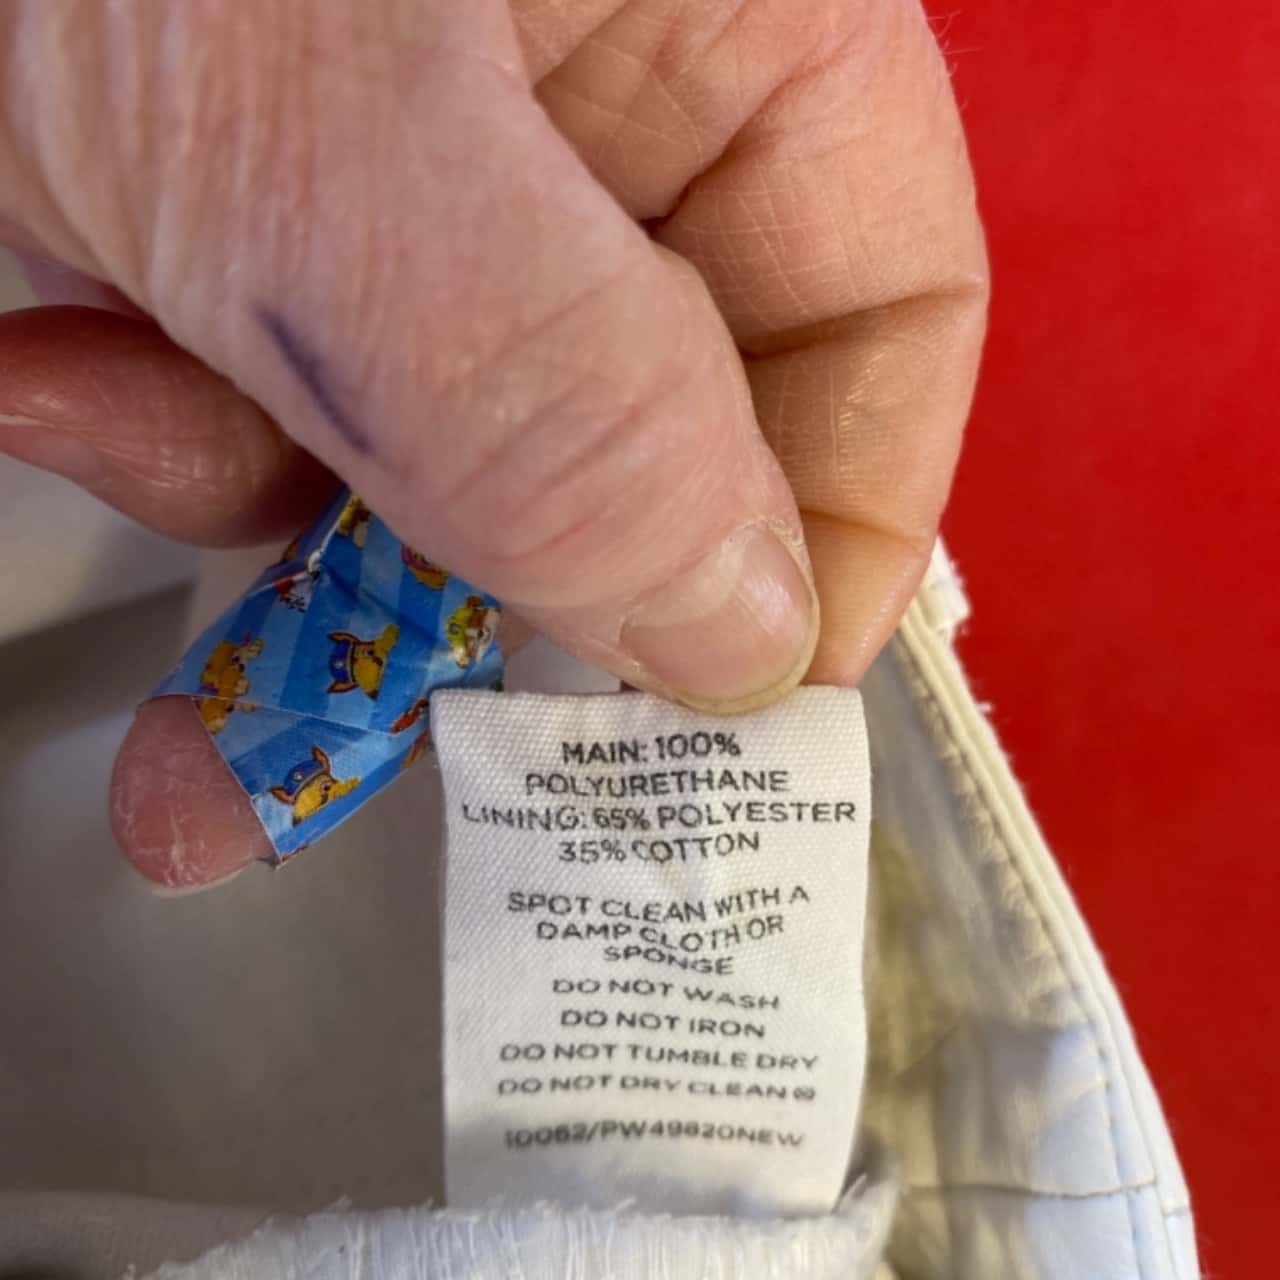 MAIN: 100%
POLYURETHANE
LINING: 65% POLYESTER
35% COTTON
SPOT CLEAN WITH A
DAMP CLOTH OR
SPONGE
DO NOT WASH
DO NOT IRON
DO NOT TUMBLE DRY
DO NOT DRY CLEAN
10052/PW49620NEW